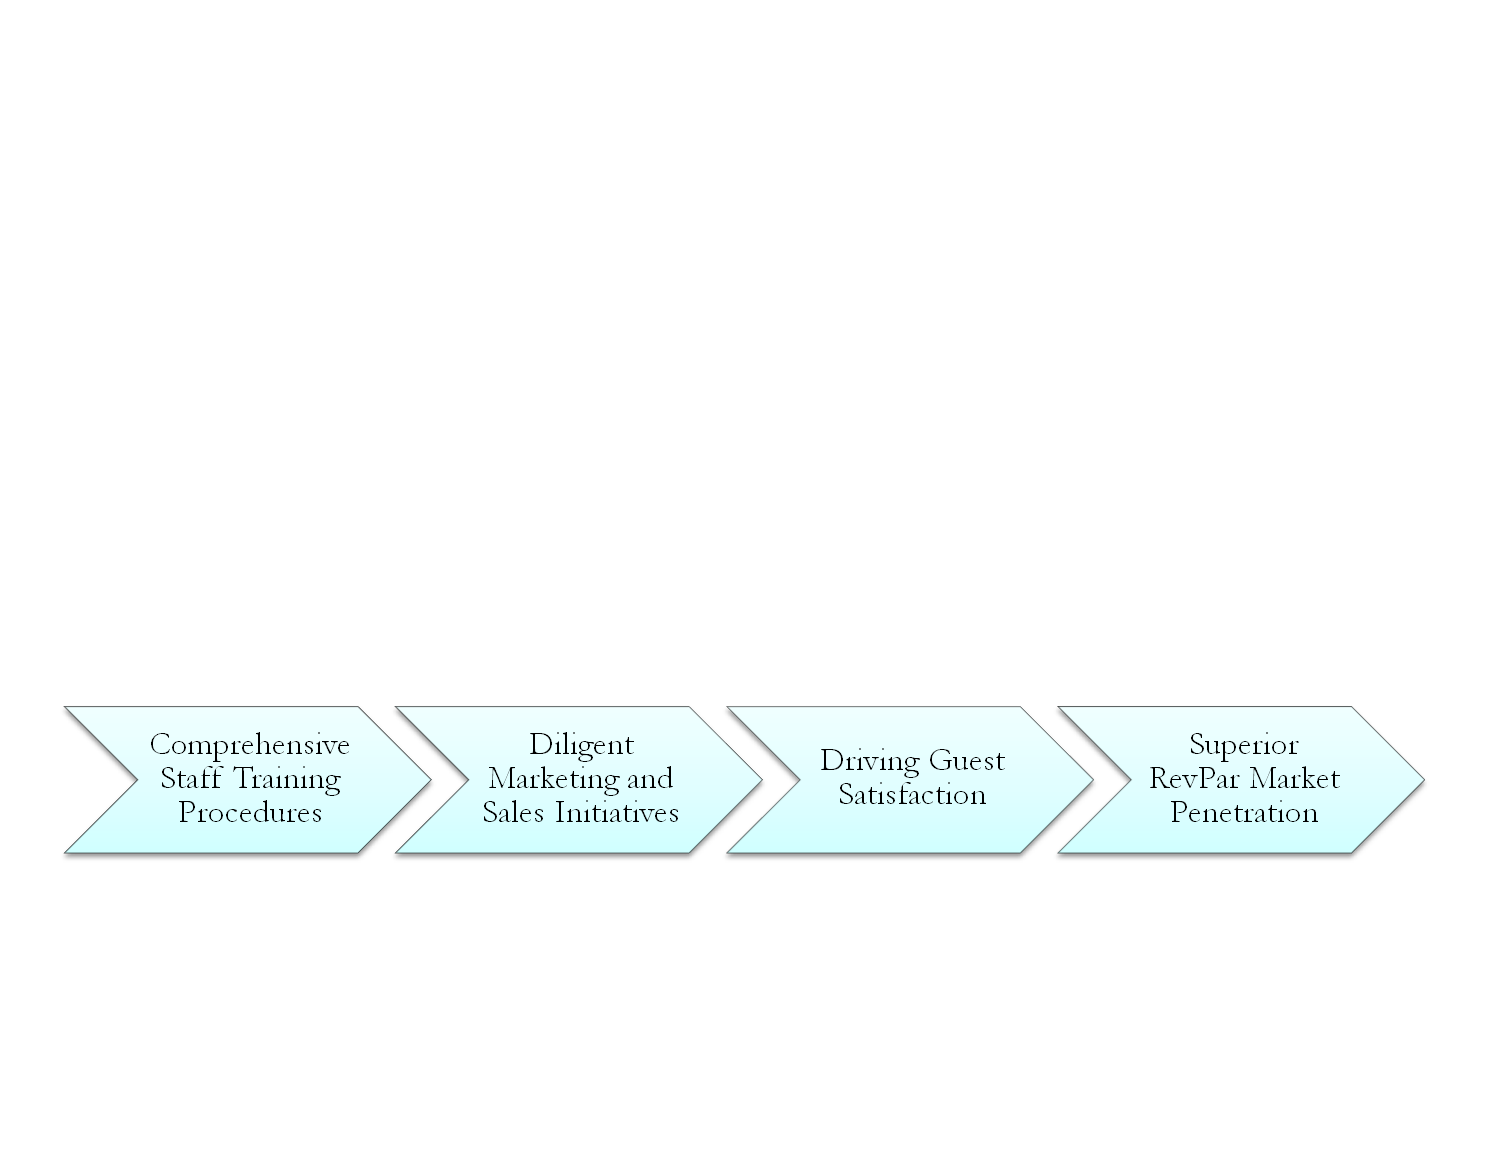 Comprehensive
Staff Training
Procedures
Diligent
Marketing and
Sales Initiatives
Driving Guest
Satisfaction
Superior
RevPar Market
Penetration